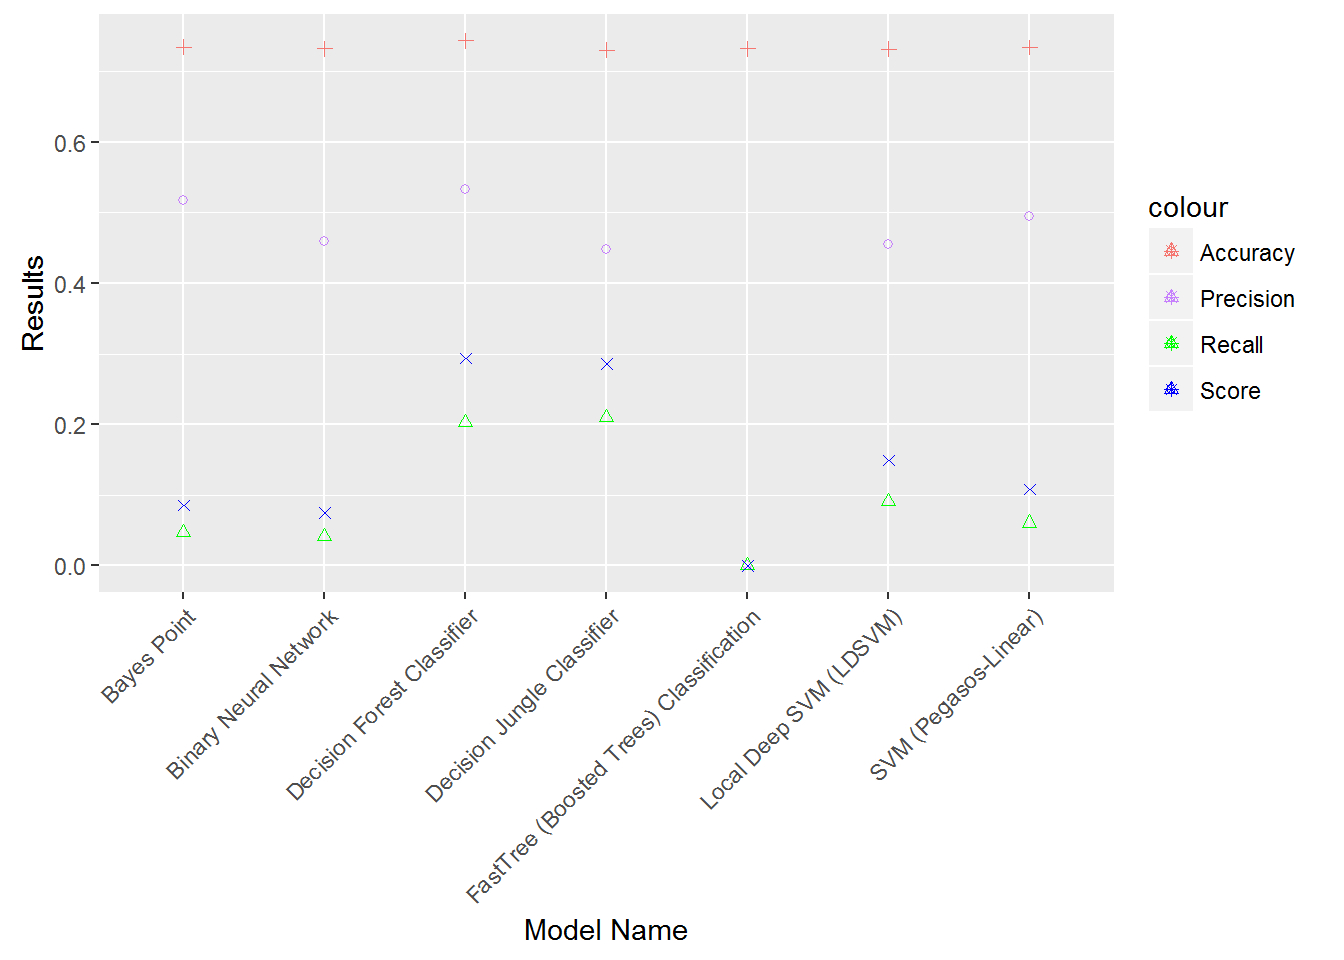 0.6
0.4
0.2
0.0
Results
Bayes Point
Binary Neural Network
Decision Forest Classifier
Decision Jungle Classifier
FastTree (Boosted Trees) Classification
Local Deep SVM (LDSVM)
SVM (Pegasos-Linear)
Model Name
colour
Accuracy
Precision
Recall
Score